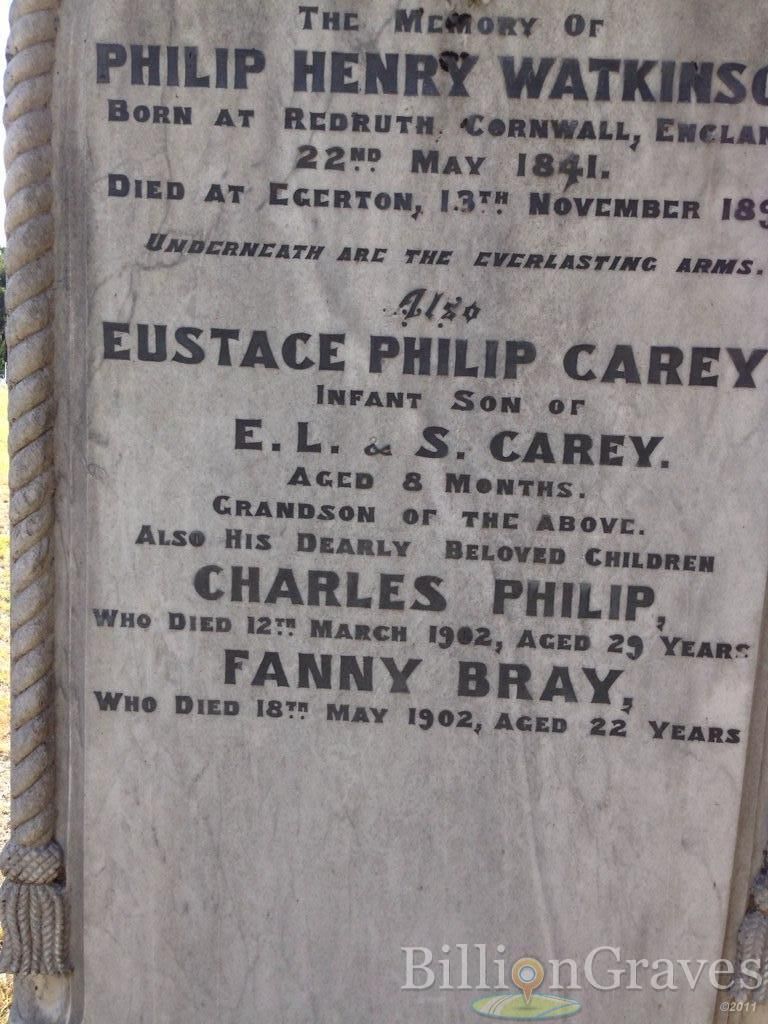 The Memory Of
PHILIP HENRY WATKINSO
BORN AT REDRUTH, CORNWALL, ENGLAN
22ND MAY 1841.
DIED AT EGERTON, 13TH NOVEMBER 189
UNDERNEATH ARE THE EVERLASTING ARMS.
Also
EUSTACE PHILIP CAREY
INFANT SON OF
E. L. & S. CAREY.
AGED 8 MONTHS.
GRANDSON OF THE ABOVE.
ALSO HIS DEARLY BELOVED CHILDREN
CHARLES PHILIP,
WHO DIED 12TH MARCH 1902, AGED 29 YEARS
FANNY BRAY,
WHO DIED 18TH MAY 1902, AGED 22 YEARS
BillionGraves
©2011